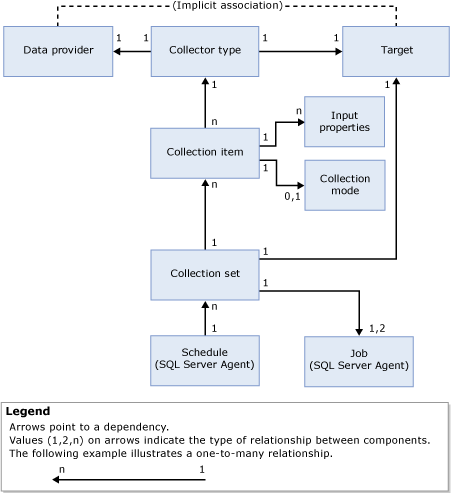 (Implicit association)
Data provider
1
1
Collector type
1
1
Target
1
1
n
Collection item
1
n
Input
properties
1
0,1
Collection
mode
n
1
Collection set
1
1
n
1
1,2
Schedule
(SQL Server Agent)
Job
(SQL Server Agent)
Legend
Arrows point to a dependency.
Values (1,2,n) on arrows indicate the type of relationship between components.
The following example illustrates a one-to-many relationship.
n
1